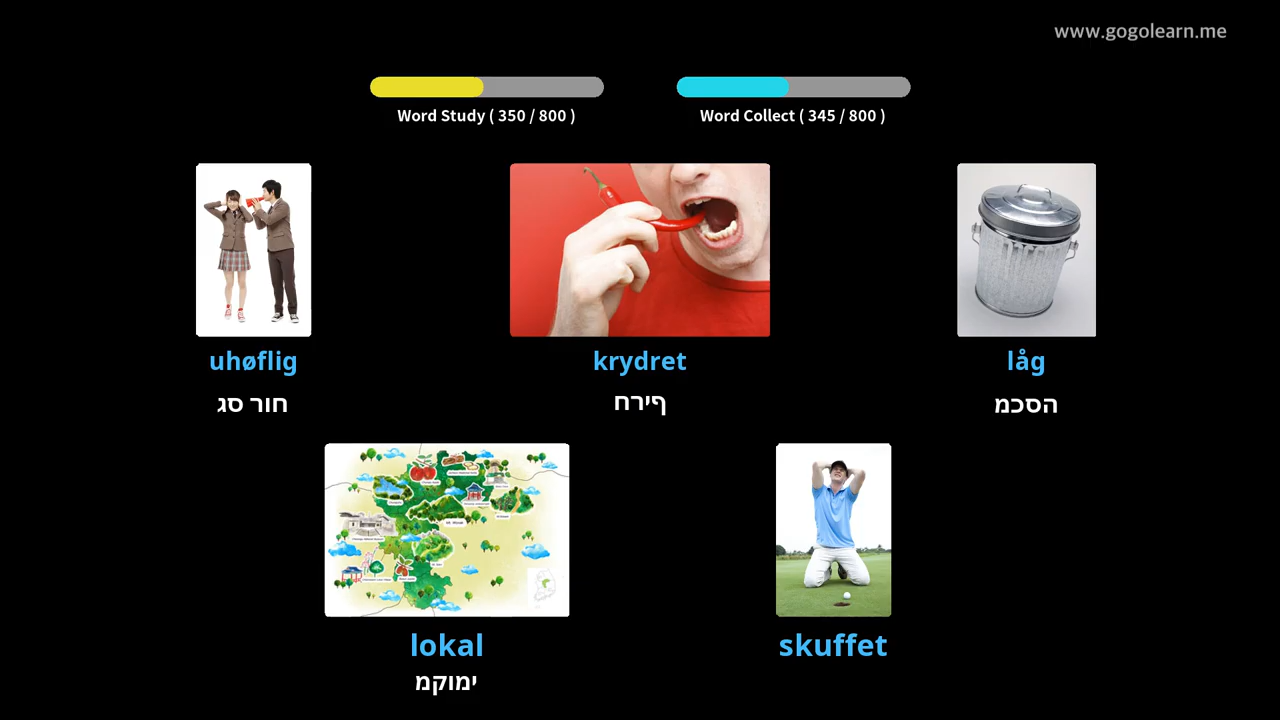 www.gogolearn.me
Word Study ( 350 / 800 )
Word Collect ( 345 / 800 )
uhøflig
krydret
låg
חור סג
ףירח
הסכמ
lokal
skuffet
ימוקמ